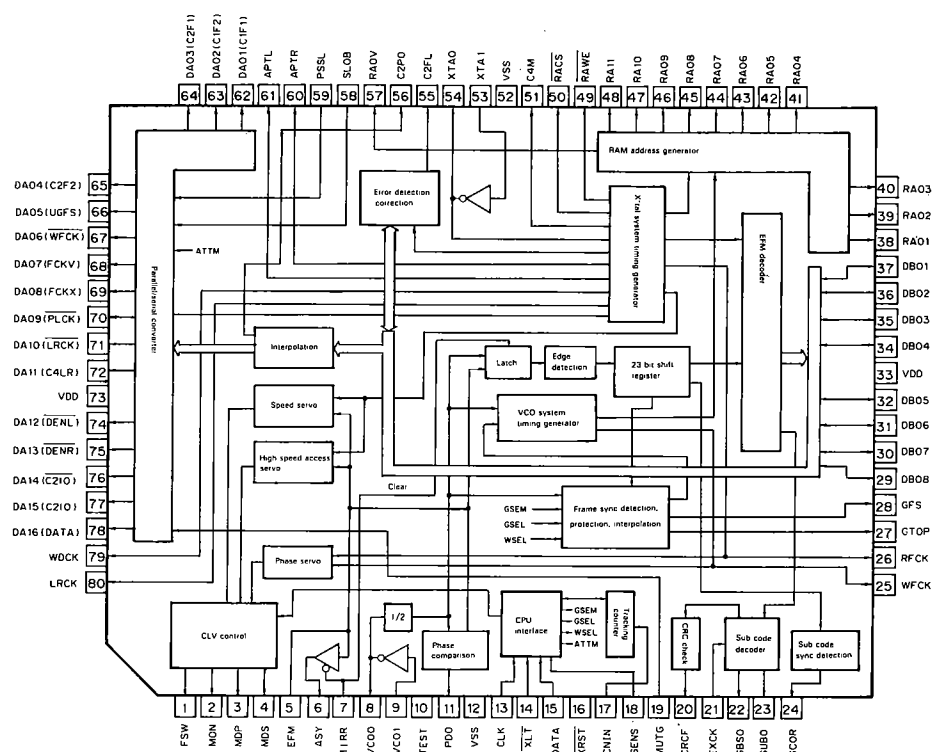 DA03(C2F1)
DA02(C1F2)
DA01(C1F1)
APTL
APTR
PSSL
SLOB
RAOV
C2PO
C2FL
XTAO
XTA1
VSS
C4M
RACS
RAWE
RA11
RA10
RA09
RA08
RA07
RA06
RA05
RA04
64 63 62 61 60 59 58 57 56 55 54 53 52 51 50 49 48 47 46 45 44 43 42 41
DA04(C2F2) 65
DA05(UGFS) 66
DA06(WFCK) 67
DA07(FCKV) 68
DA08(FCKX) 69
DA09(PLCK) 70
DA10(LRCK) 71
DA11(C4LR) 72
VDD 73
DA12(DENL) 74
DA13(DENR) 75
DA14(C2IO) 76
DA15(C2IO) 77
DA16(DATA) 78
WDCK 79
LRCK 80
RAM address generator
Error detection
correction
X'tal system
timing generator
EFM decoder
Parallel/serial converter
ATTM
Interpolation
Latch
Edge
detection
23 bit shift
register
Speed servo
VCO system
timing generator
High speed access
servo
Clear
GSEM
GSEL
WSEL
Frame sync detection,
protection, interpolation
Phase servo
CLV control
1/2
Phase
comparison
CPU
interface
GSEM
GSEL
WSEL
ATTM
Tracking
counter
CRC check
Sub code
decoder
Sub code
sync detection
40 RA03
39 RA02
38 RA01
37 DB01
36 DB02
35 DB03
34 DB04
33 VDD
32 DB05
31 DB06
30 DB07
29 DB08
28 GFS
27 GTOP
26 RFCK
25 WFCK
1 2 3 4 5 6 7 8 9 10 11 12 13 14 15 16 17 18 19 20 21 22 23 24
FSW
MON
MDP
MDS
EFM
ASY
MIRR
VCOO
VCO1
TEST
PDO
VSS
CLK
XLT
DATA
XRST
CNIN
SENS
MUTG
CRCF
EXCK
SBSO
SUBO
SCOR